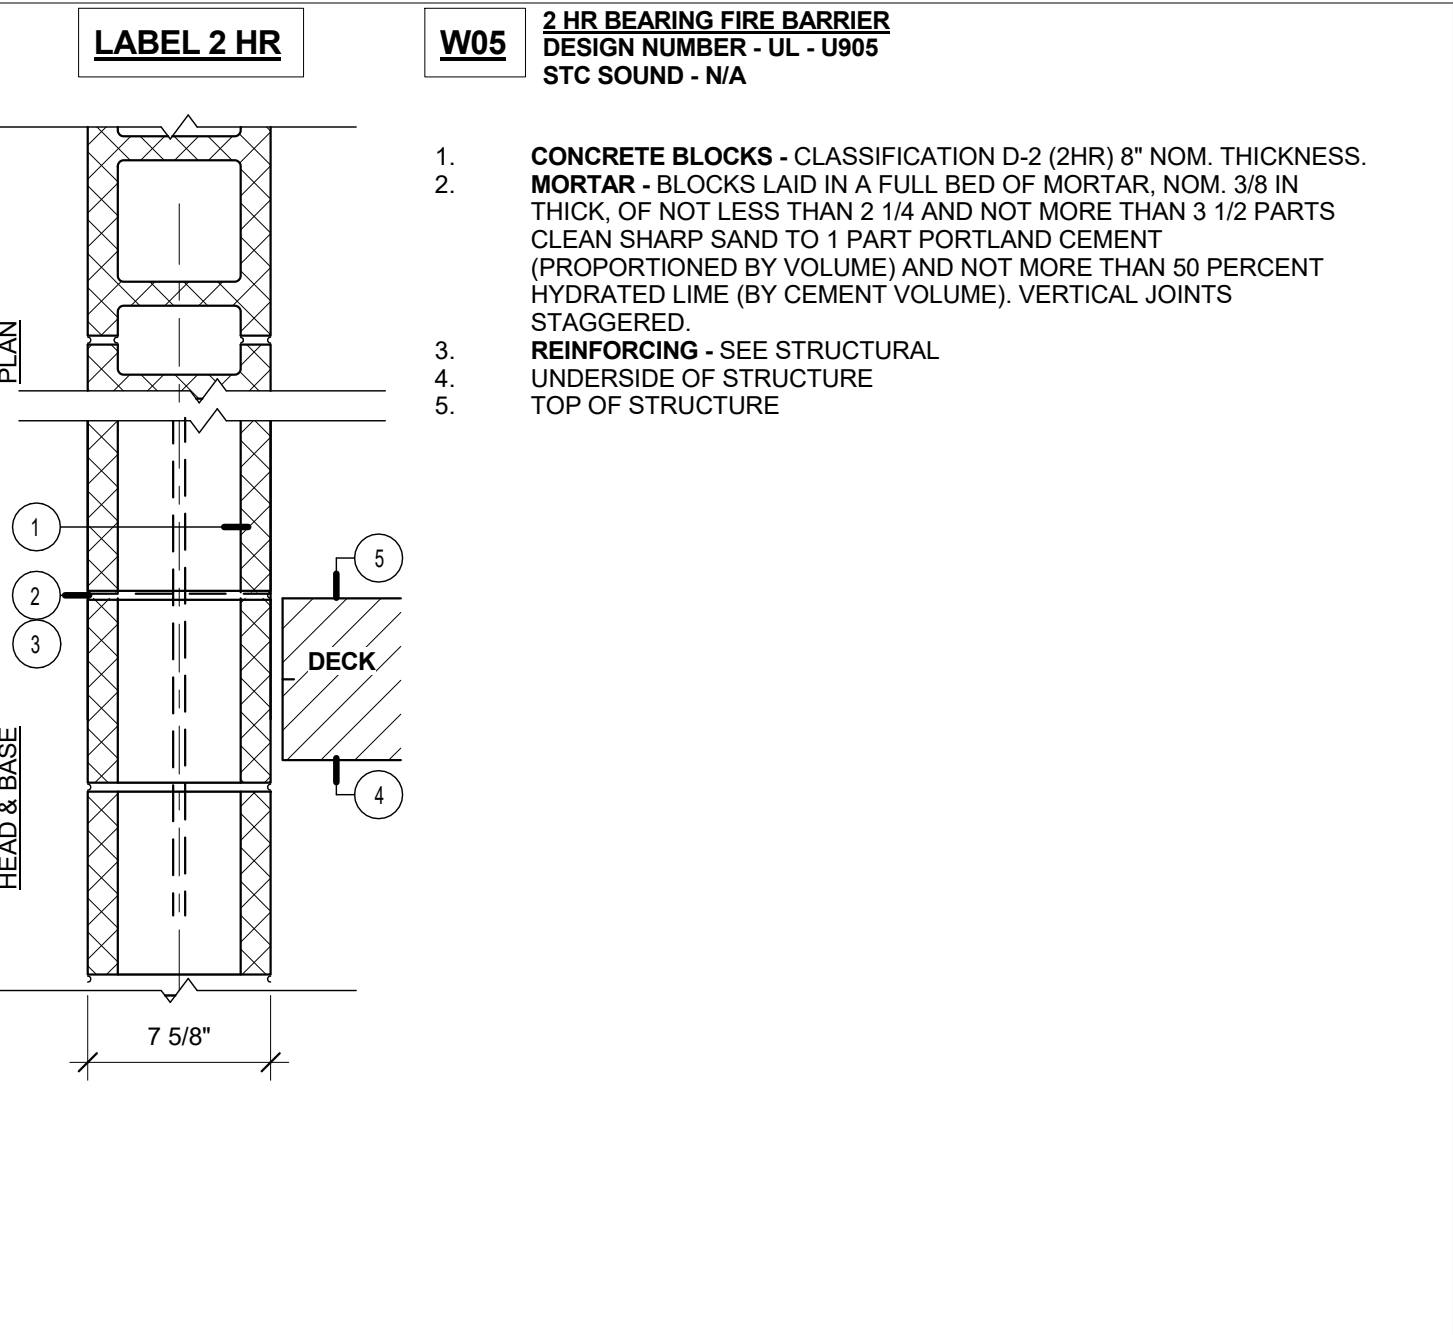 LABEL 2 HR
W05
2 HR BEARING FIRE BARRIER
DESIGN NUMBER - UL - U905
STC SOUND - N/A
1. CONCRETE BLOCKS - CLASSIFICATION D-2 (2HR) 8" NOM. THICKNESS.
2. MORTAR - BLOCKS LAID IN A FULL BED OF MORTAR, NOM. 3/8 IN
THICK, OF NOT LESS THAN 2 1/4 AND NOT MORE THAN 3 1/2 PARTS
CLEAN SHARP SAND TO 1 PART PORTLAND CEMENT
(PROPORTIONED BY VOLUME) AND NOT MORE THAN 50 PERCENT
HYDRATED LIME (BY CEMENT VOLUME). VERTICAL JOINTS
STAGGERED.
3. REINFORCING - SEE STRUCTURAL
4. UNDERSIDE OF STRUCTURE
5. TOP OF STRUCTURE
PLAN
1
5
2
3
DECK
HEAD & BASE
4
7 5/8"